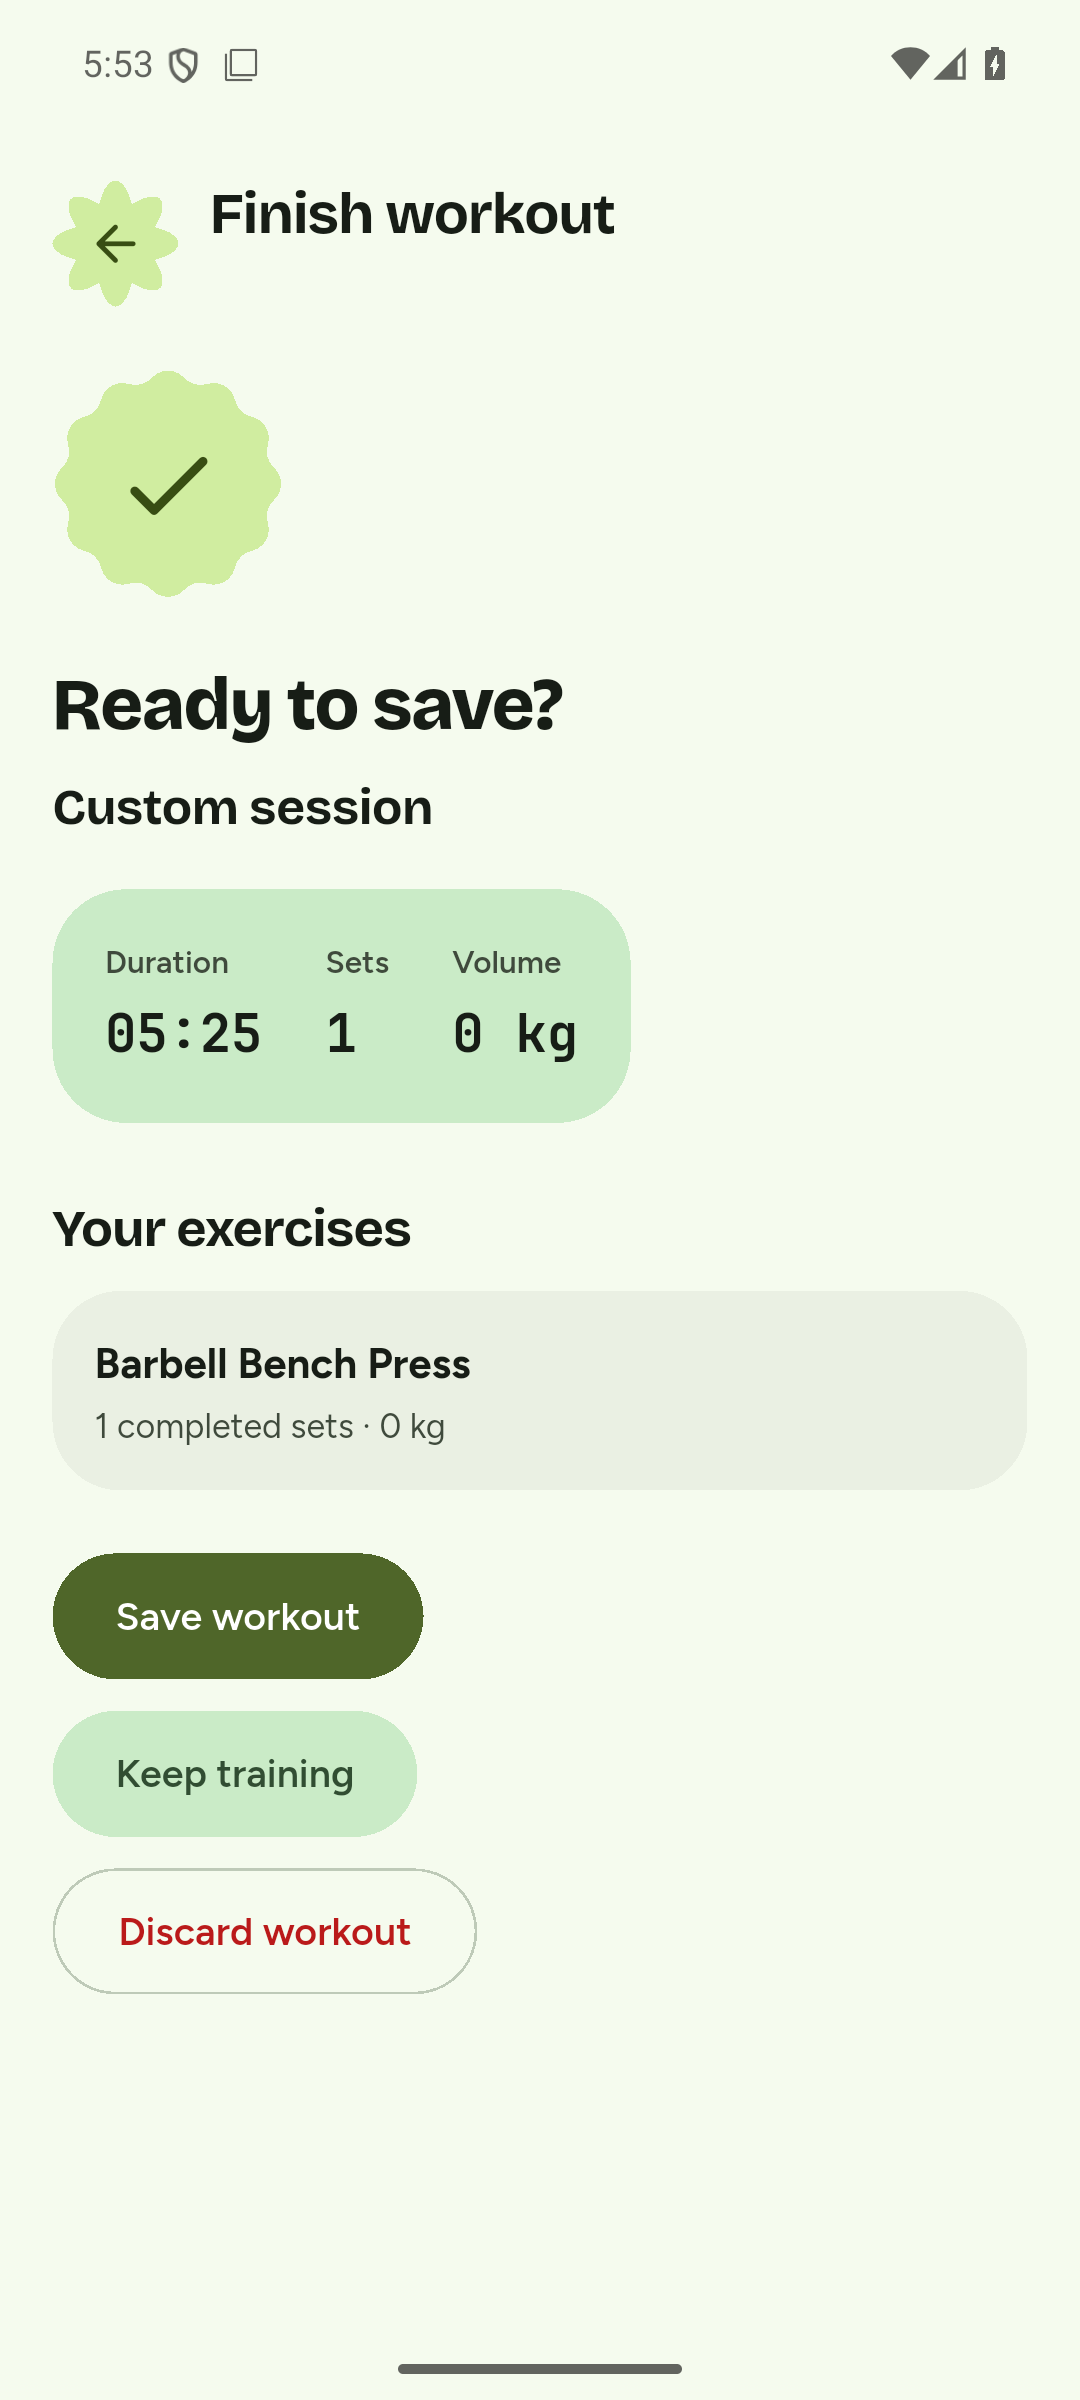 5:53
Finish workout
Ready to save?
Custom session
Duration Sets Volume
05:25 1 0 kg
Your exercises
Barbell Bench Press
1 completed sets · 0 kg
Save workout
Keep training
Discard workout